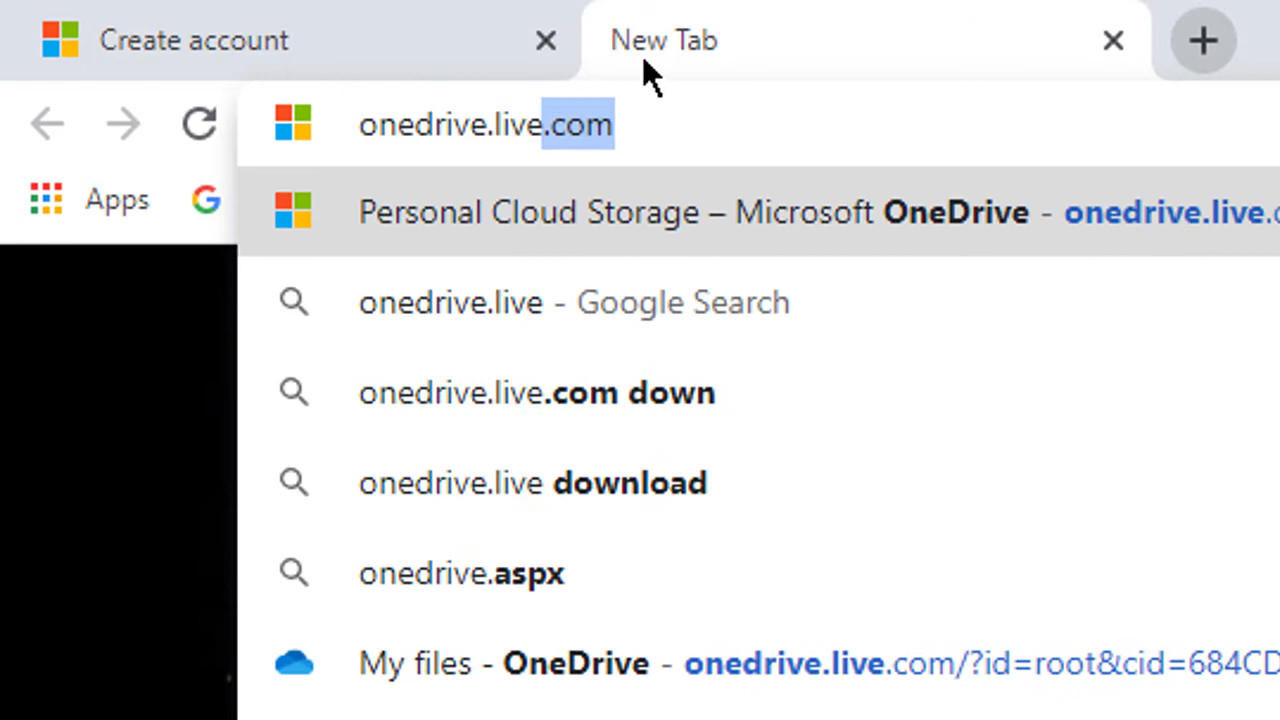 Create account
New Tab
onedrive.live.com
Apps
Personal Cloud Storage – Microsoft OneDrive - onedrive.live.c
onedrive.live - Google Search
onedrive.live.com down
onedrive.live download
onedrive.aspx
My files - OneDrive - onedrive.live.com/?id=root&cid=684CD